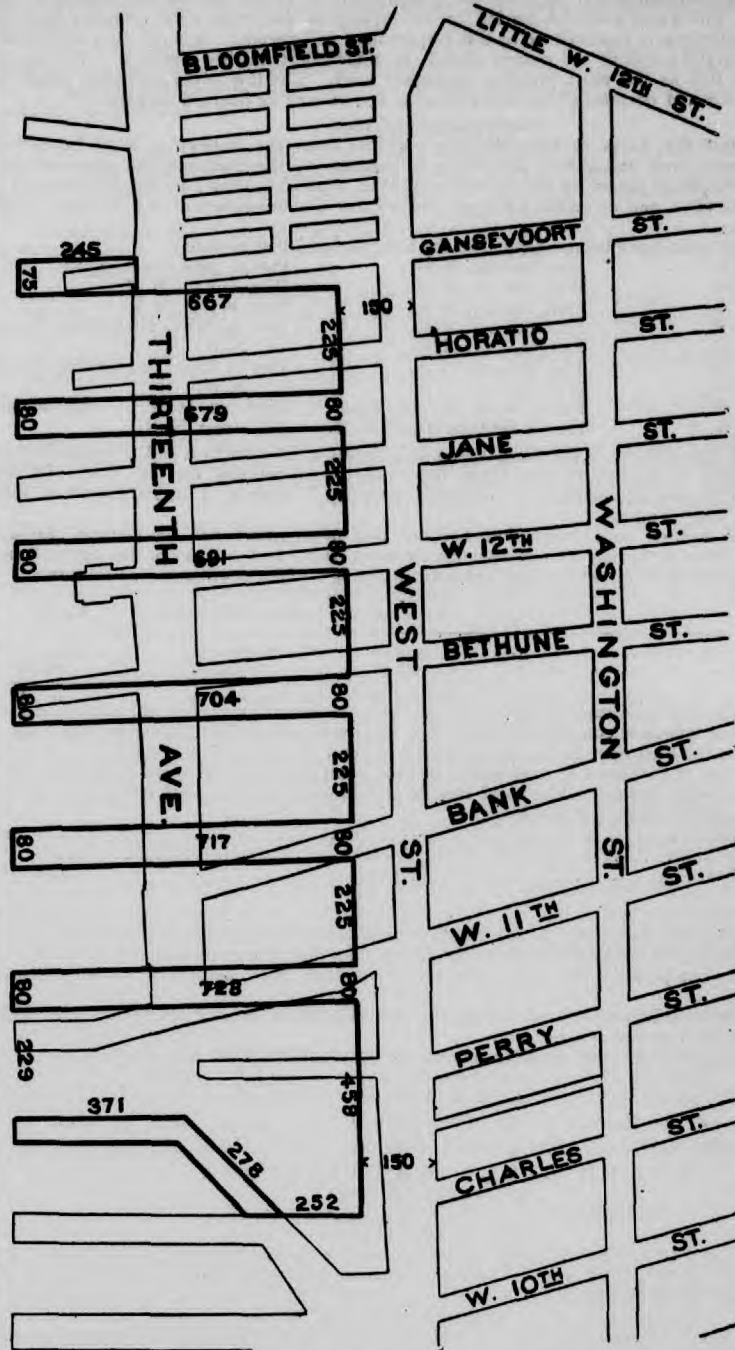 LITTLE W. 12TH ST.
BLOOMFIELD ST.
GANSEVOORT ST.
245
75
667
150
225
HORATIO ST.
80
679
80
JANE ST.
225
THIRTEENTH AVE.
WASHINGTON ST.
W. 12TH ST.
80
691
80
WEST ST.
225
BETHUNE ST.
80
704
80
225
BANK ST.
80
717
80
225
W. 11TH ST.
80
728
80
229
PERRY ST.
458
371
278
150
CHARLES ST.
252
W. 10TH ST.